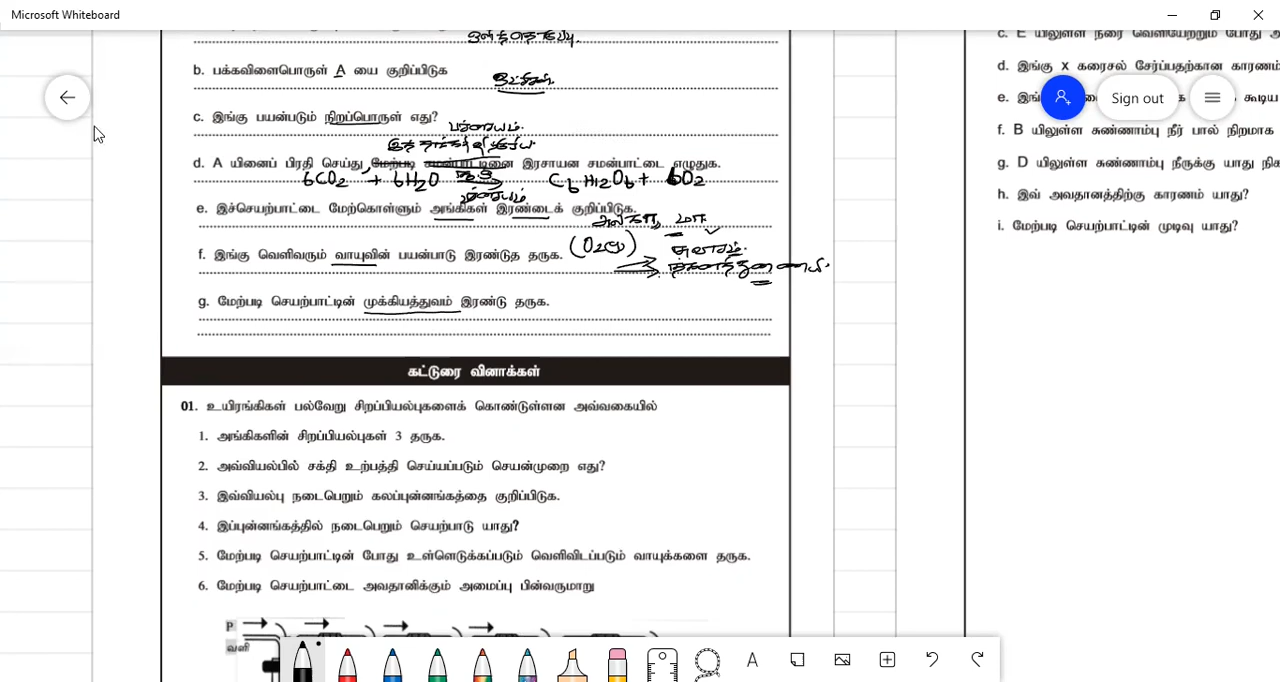 Microsoft Whiteboard
b. பக்கவிளைபொருள் A யை குறிப்பிடுக
c. இங்கு பயன்படும் நிறப்பொருள் எது?
d. A யினைப் பிரதி செய்து மேற்படி சமன்பாட்டினை இரசாயன சமன்பாட்டை எழுதுக.
6CO2 + 6H2O C6H12O6 + 6O2
e. இச்செயற்பாட்டை மேற்கொள்ளும் அங்கிகள் இரண்டைக் குறிப்பிடுக.
f. இங்கு வெளிவரும் வாயுவின் பயன்பாடு இரண்டுத தருக.
சுவாசம்.
g. மேற்படி செயற்பாட்டின் முக்கியத்துவம் இரண்டு தருக.
கட்டுரை வினாக்கள்
01. உயிரங்கிகள் பல்வேறு சிறப்பியல்புகளைக் கொண்டுள்ளன அவ்வகையில்
1. அங்கிகளின் சிறப்பியல்புகள் 3 தருக.
2. அவ்வியல்பில் சக்தி உற்பத்தி செய்யப்படும் செயன்முறை எது?
3. இவ்வியல்பு நடைபெறும் கலப்புன்னங்கத்தை குறிப்பிடுக.
4. இப்புன்னங்கத்தில் நடைபெறும் செயற்பாடு யாது?
5. மேற்படி செயற்பாட்டின் போது உள்ளெடுக்கப்படும் வெளிவிடப்படும் வாயுக்களை தருக.
6. மேற்படி செயற்பாட்டை அவதானிக்கும் அமைப்பு பின்வருமாறு
P
வளி
c. E யிலுள்ள நீரை வெளியேற்றும் போது
d. இங்கு x கரைசல் சேர்ப்பதற்கான காரணம்
Sign out
கூடிய
f. B யிலுள்ள சுண்ணாம்பு நீர் பால் நிறமாக
g. D யிலுள்ள சுண்ணாம்பு நீருக்கு யாது
h. இவ் அவதானத்திற்கு காரணம் யாது?
i. மேற்படி செயற்பாட்டின் முடிவு யாது?